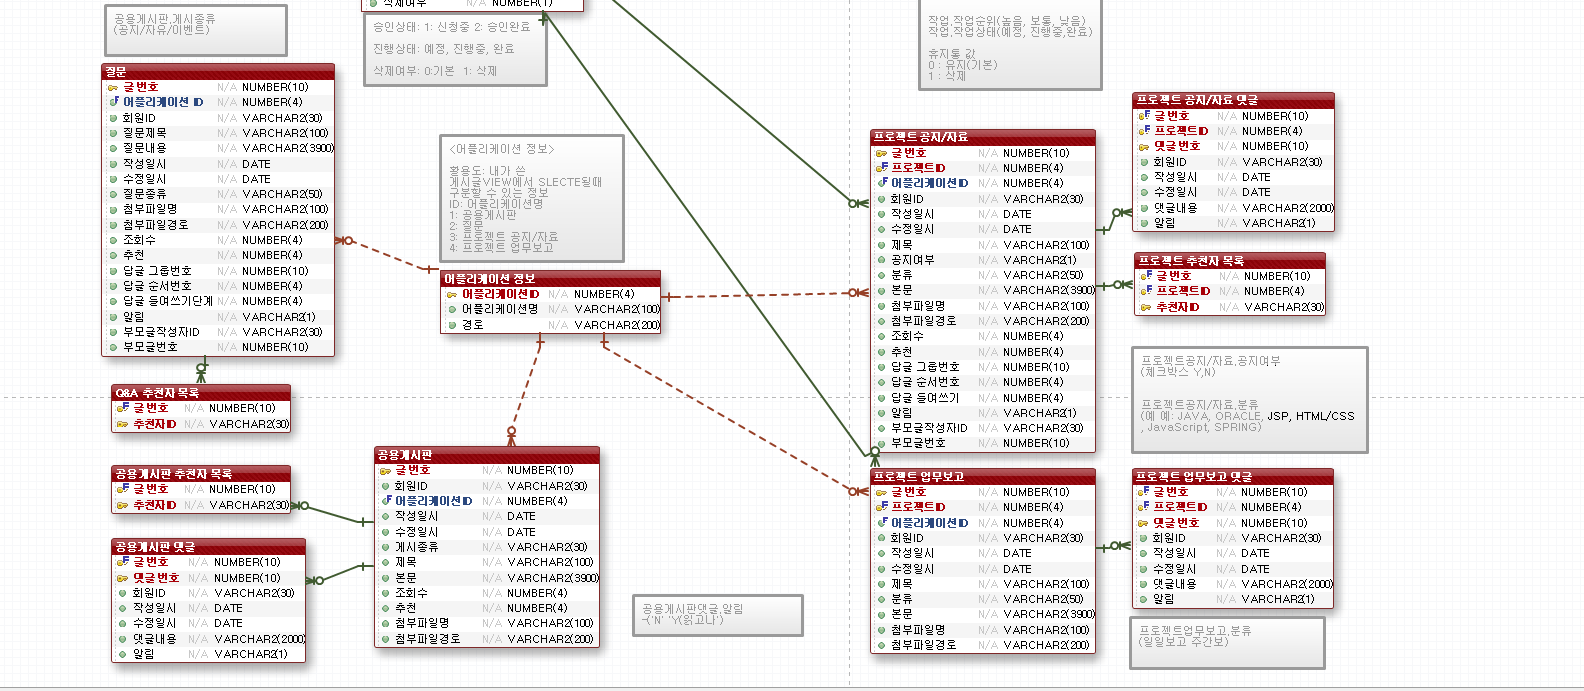 삭제여부 N/A NUMBER(1)
공용게시판.게시종류
(공지/자유/이벤트)
승인상태: 1: 신청중 2: 승인완료
진행상태: 예정, 진행중, 완료
삭제여부: 0:기본 1: 삭제
작업.작업순위(높음, 보통, 낮음)
작업.작업상태(예정, 진행중,완료)
휴지통 값
0 : 유지(기본)
1 : 삭제
질문
글번호 N/A NUMBER(10)
어플리케이션 ID N/A NUMBER(4)
회원ID N/A VARCHAR2(30)
질문제목 N/A VARCHAR2(100)
질문내용 N/A VARCHAR2(3900)
작성일시 N/A DATE
수정일시 N/A DATE
질문종류 N/A VARCHAR2(50)
첨부파일명 N/A VARCHAR2(100)
첨부파일경로 N/A VARCHAR2(200)
조회수 N/A NUMBER(4)
추천 N/A NUMBER(4)
답글 그룹번호 N/A NUMBER(10)
답글 순서번호 N/A NUMBER(4)
답글 들여쓰기단계 N/A NUMBER(4)
알림 N/A VARCHAR2(1)
부모글작성자ID N/A VARCHAR2(30)
부모글번호 N/A NUMBER(10)
<어플리케이션 정보>
활용도: 내가 쓴
게시글VIEW에서 SLECTE될때
구분할 수 있는 정보
ID: 어플리케이션명
1: 공용게시판
2: 질문
3: 프로젝트 공지/자료
4: 프로젝트 업무보고
어플리케이션 정보
어플리케이션ID N/A NUMBER(4)
어플리케이션명 N/A VARCHAR2(100)
경로 N/A VARCHAR2(200)
프로젝트 공지/자료
글번호 N/A NUMBER(10)
프로젝트ID N/A NUMBER(4)
어플리케이션ID N/A NUMBER(4)
회원ID N/A VARCHAR2(30)
작성일시 N/A DATE
수정일시 N/A DATE
제목 N/A VARCHAR2(100)
공지여부 N/A VARCHAR2(1)
분류 N/A VARCHAR2(50)
본문 N/A VARCHAR2(3900)
첨부파일명 N/A VARCHAR2(100)
첨부파일경로 N/A VARCHAR2(200)
조회수 N/A NUMBER(4)
추천 N/A NUMBER(4)
답글 그룹번호 N/A NUMBER(10)
답글 순서번호 N/A NUMBER(4)
답글 들여쓰기 N/A NUMBER(4)
알림 N/A VARCHAR2(1)
부모글작성자ID N/A VARCHAR2(30)
부모글번호 N/A NUMBER(10)
프로젝트 공지/자료 댓글
글번호 N/A NUMBER(10)
프로젝트ID N/A NUMBER(4)
댓글번호 N/A NUMBER(10)
회원ID N/A VARCHAR2(30)
작성일시 N/A DATE
수정일시 N/A DATE
댓글내용 N/A VARCHAR2(2000)
알림 N/A VARCHAR2(1)
프로젝트 추천자 목록
글번호 N/A NUMBER(10)
프로젝트ID N/A NUMBER(4)
추천자ID N/A VARCHAR2(30)
프로젝트공지/자료.공지여부
(체크박스 Y,N)
프로젝트공지/자료.분류
(예 예: JAVA, ORACLE, JSP, HTML/CSS
, JavaScript, SPRING)
Q&A 추천자 목록
글번호 N/A NUMBER(10)
추천자ID N/A VARCHAR2(30)
공용게시판 추천자 목록
글번호 N/A NUMBER(10)
추천자ID N/A VARCHAR2(30)
공용게시판 댓글
글번호 N/A NUMBER(10)
댓글번호 N/A NUMBER(10)
회원ID N/A VARCHAR2(30)
작성일시 N/A DATE
수정일시 N/A DATE
댓글내용 N/A VARCHAR2(2000)
알림 N/A VARCHAR2(1)
공용게시판
글번호 N/A NUMBER(10)
회원ID N/A VARCHAR2(30)
어플리케이션ID N/A NUMBER(4)
작성일시 N/A DATE
수정일시 N/A DATE
게시종류 N/A VARCHAR2(30)
제목 N/A VARCHAR2(100)
본문 N/A VARCHAR2(3900)
조회수 N/A NUMBER(4)
추천 N/A NUMBER(4)
첨부파일명 N/A VARCHAR2(100)
첨부파일경로 N/A VARCHAR2(200)
공용게시판댓글.알림
-('N' 'Y(읽고나')
프로젝트 업무보고
글번호 N/A NUMBER(10)
프로젝트ID N/A NUMBER(4)
어플리케이션ID N/A NUMBER(4)
회원ID N/A VARCHAR2(30)
작성일시 N/A DATE
수정일시 N/A DATE
제목 N/A VARCHAR2(100)
분류 N/A VARCHAR2(50)
본문 N/A VARCHAR2(3900)
첨부파일명 N/A VARCHAR2(100)
첨부파일경로 N/A VARCHAR2(200)
프로젝트 업무보고 댓글
글번호 N/A NUMBER(10)
프로젝트ID N/A NUMBER(4)
댓글번호 N/A NUMBER(10)
회원ID N/A VARCHAR2(30)
작성일시 N/A DATE
수정일시 N/A DATE
댓글내용 N/A VARCHAR2(2000)
알림 N/A VARCHAR2(1)
프로젝트업무보고.분류
(일일보고 주간보)